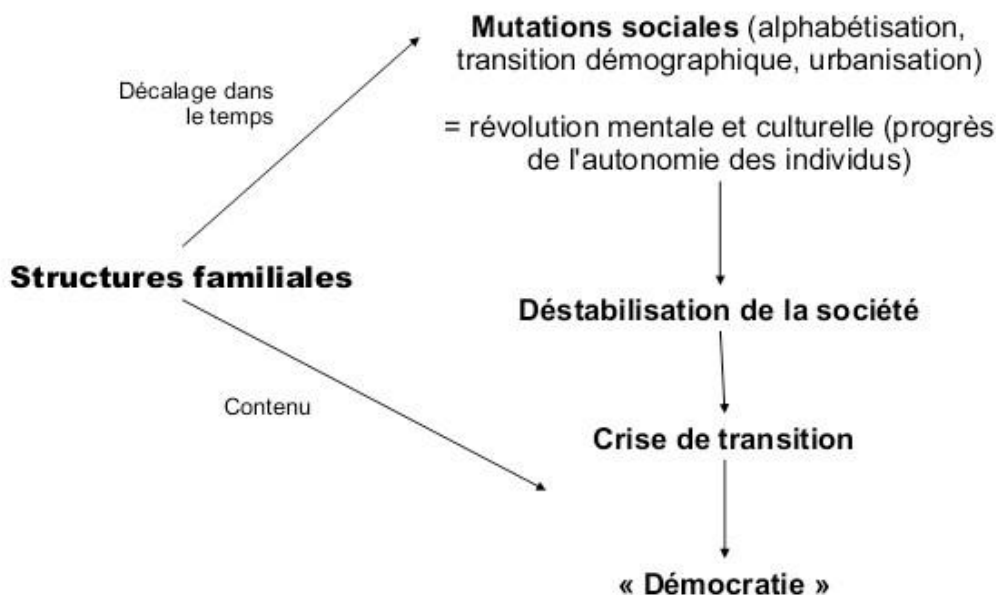 Mutations sociales (alphabétisation,
transition démographique, urbanisation)
Décalage dans
le temps
= révolution mentale et culturelle (progrès
de l'autonomie des individus)
Structures familiales
Déstabilisation de la société
Contenu
Crise de transition
« Démocratie »